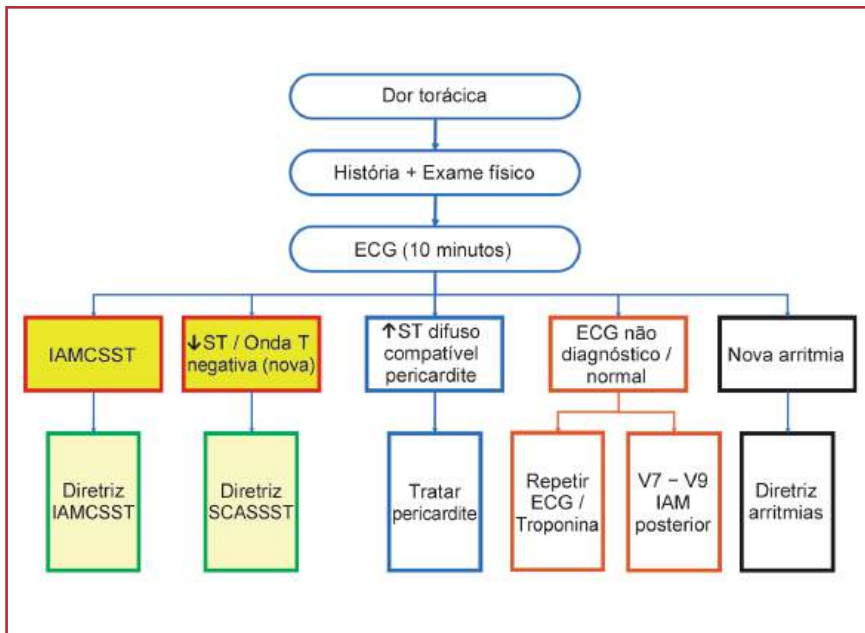 Dor torácica
História + Exame físico
ECG (10 minutos)
IAMCSST
↓ST / Onda T
negativa (nova)
↑ST difuso
compatível
pericardite
ECG não
diagnóstico /
normal
Nova arritmia
Diretriz
IAMCSST
Diretriz
SCASSST
Tratar
pericardite
Repetir
ECG /
Troponina
V7 – V9
IAM
posterior
Diretriz
arritmias